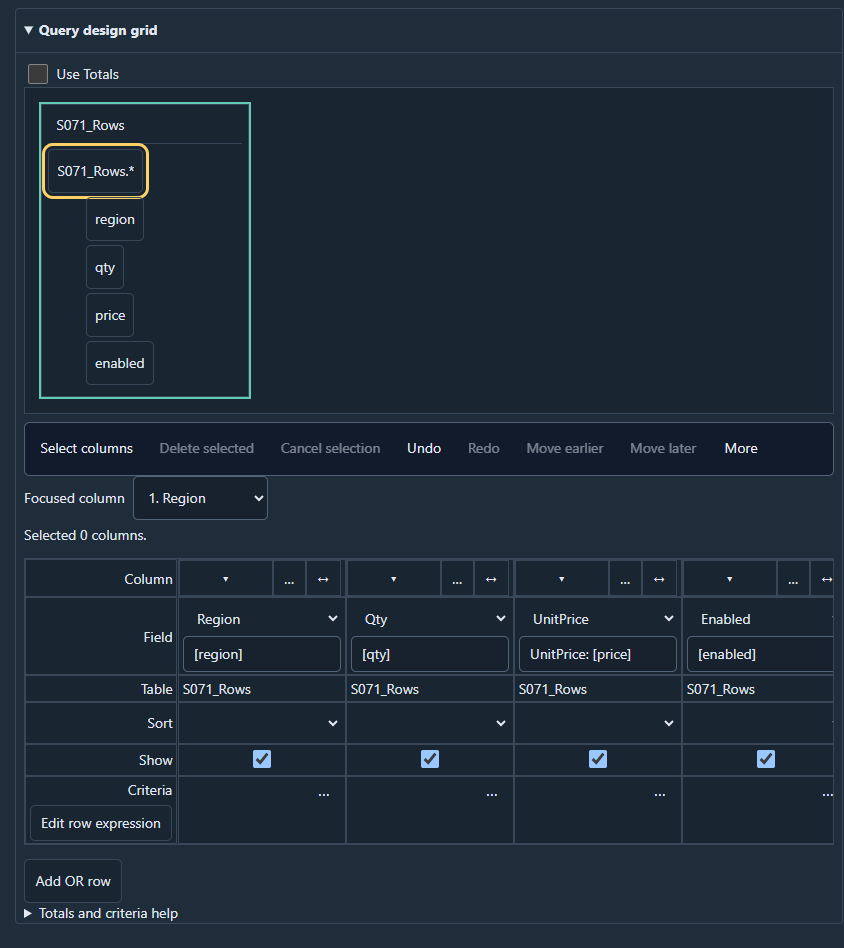 Query design grid
Use Totals
S071_Rows
S071_Rows.*
region
qty
price
enabled
Select columns Delete selected Cancel selection Undo Redo Move earlier Move later More
Focused column 1. Region
Selected 0 columns.
Column ... ↔ ... ↔ ... ↔ ... ↔
Field Region Qty UnitPrice Enabled
[region] [qty] UnitPrice: [price] [enabled]
Table S071_Rows S071_Rows S071_Rows S071_Rows
Sort
Show
Criteria ... ... ... ...
Edit row expression
Add OR row
Totals and criteria help